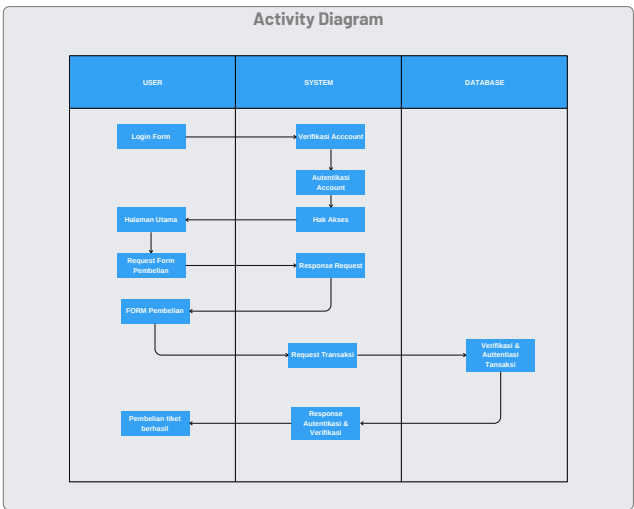 Activity Diagram
USER
SYSTEM
DATABASE
Login Form
Verifikasi Acccount
Autentikasi
Account
Halaman Utama
Hak Akses
Request Form
Pembelian
Response Request
FORM Pembelian
Request Transaksi
Verifikasi &
Auttentiasi
Tansaksi
Pembelian tiket
berhasil
Response
Autentikasi &
Verifikasi